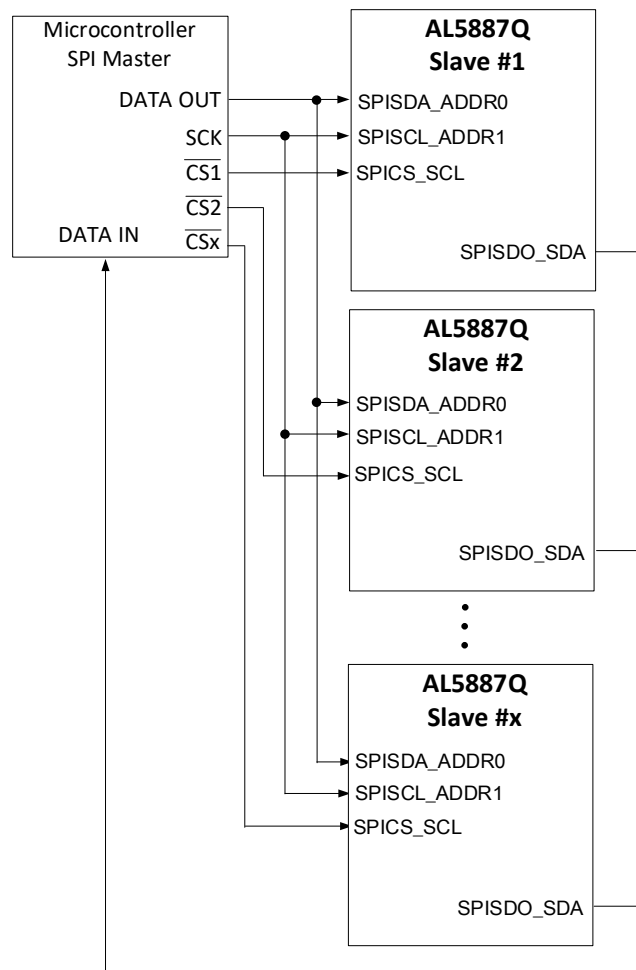 Microcontroller
SPI Master
DATA OUT
SCK
CS1
CS2
CSx
DATA IN
AL5887Q
Slave #1
SPISDA_ADDR0
SPISCL_ADDR1
SPICS_SCL
SPISDO_SDA
AL5887Q
Slave #2
SPISDA_ADDR0
SPISCL_ADDR1
SPICS_SCL
SPISDO_SDA
AL5887Q
Slave #x
SPISDA_ADDR0
SPISCL_ADDR1
SPICS_SCL
SPISDO_SDA